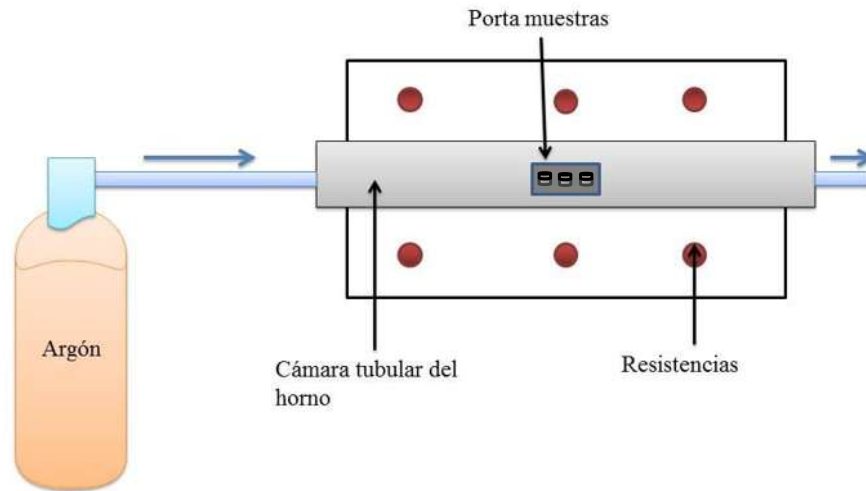 Porta muestras
Argón
Cámara tubular del
horno
Resistencias